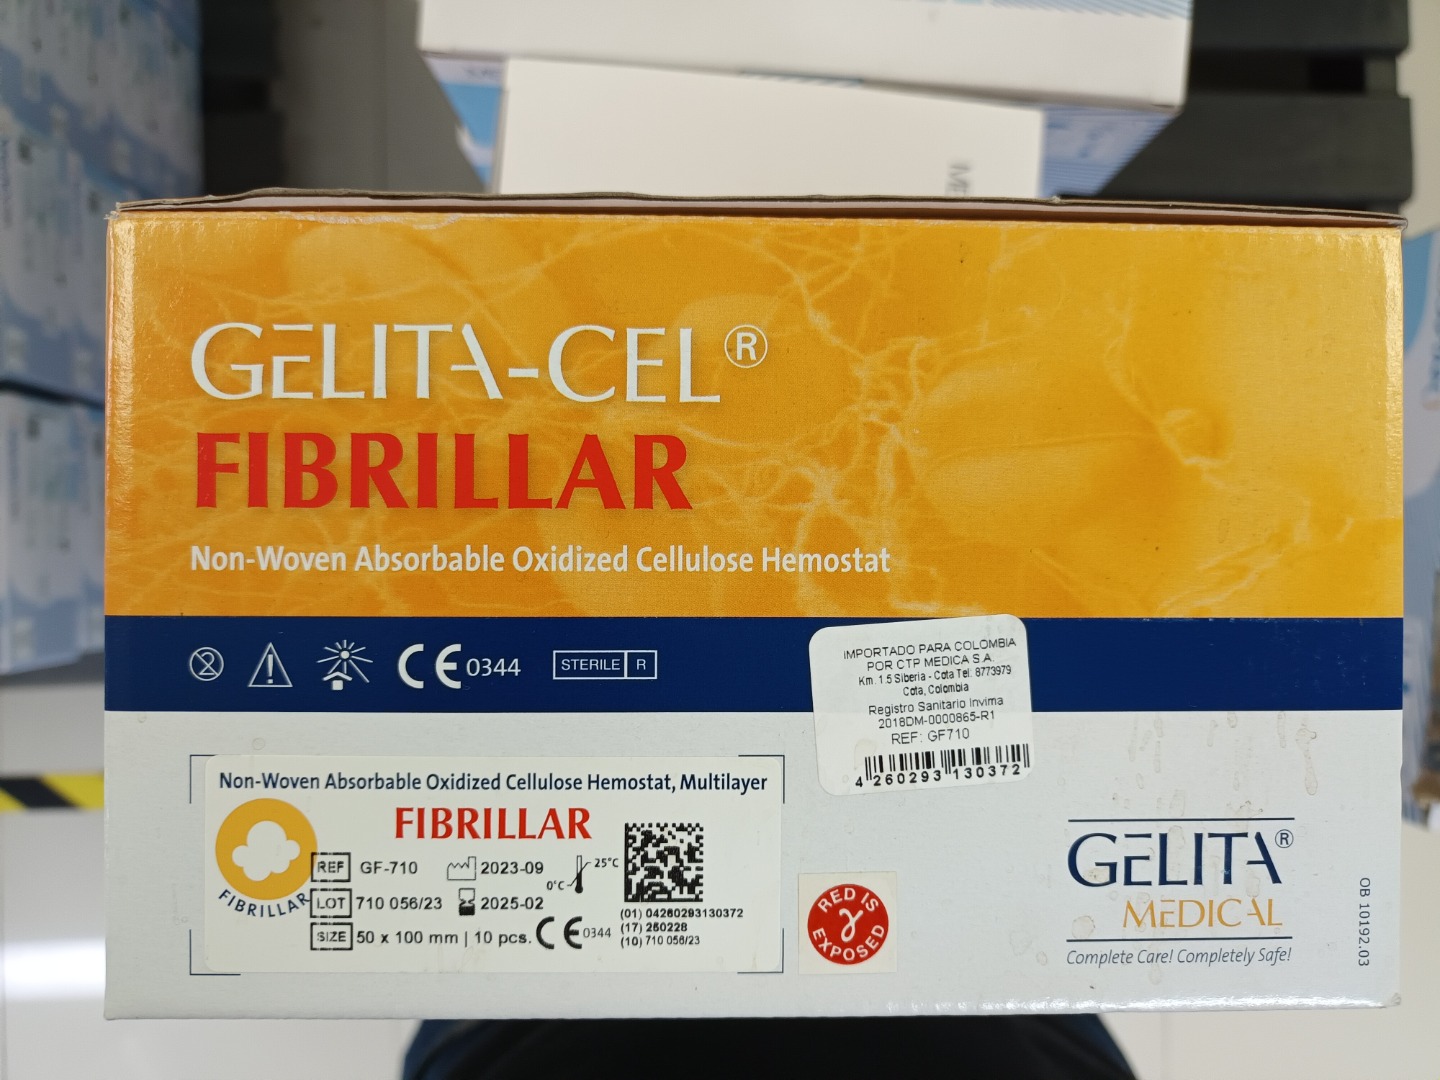 GELITA-CEL®
FIBRILLAR
Non-Woven Absorbable Oxidized Cellulose Hemostat
2
CE 0344
STERILE R
IMPORTADO PARA COLOMBIA
POR CTP MEDICA S.A.
Km. 1.5 Siberia - Cota Tel: 8773979
Cota, Colombia
Registro Sanitario Invima
2018DM-0000865-R1
REF: GF710
4 260293 130372
Non-Woven Absorbable Oxidized Cellulose Hemostat, Multilayer
FIBRILLAR
FIBRILLAR
REF GF-710 2023-09
0°C 25°C
LOT 710 056/23 2025-02
SIZE 50 x 100 mm | 10 pcs. CE 0344
(01) 04260293130372
(17) 250228
(10) 710 056/23
RED IS
γ
EXPOSED
GELITA®
MEDICAL
Complete Care! Completely Safe!
OB 10192.03